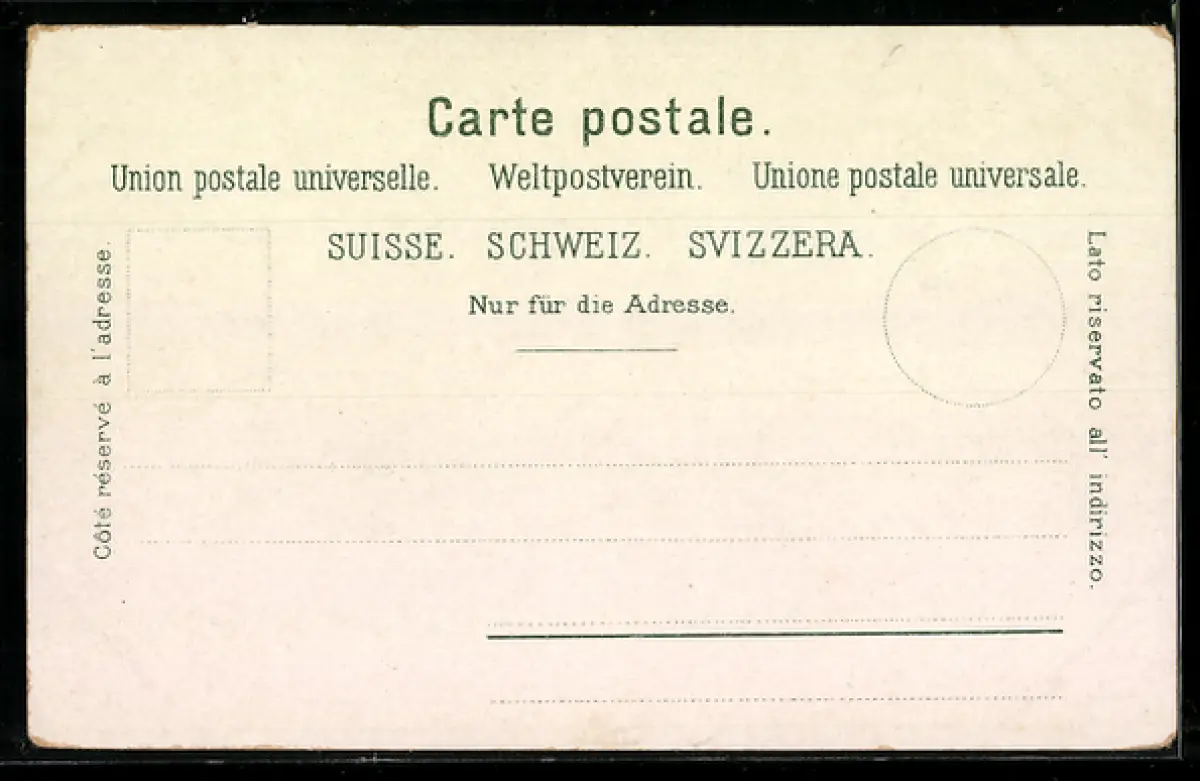 Carte postale.
Union postale universelle. Weltpostverein. Unione postale universale.
SUISSE. SCHWEIZ. SVIZZERA.
Nur für die Adresse.
Côté réservé à l'adresse.
Lato riservato all' indirizzo.